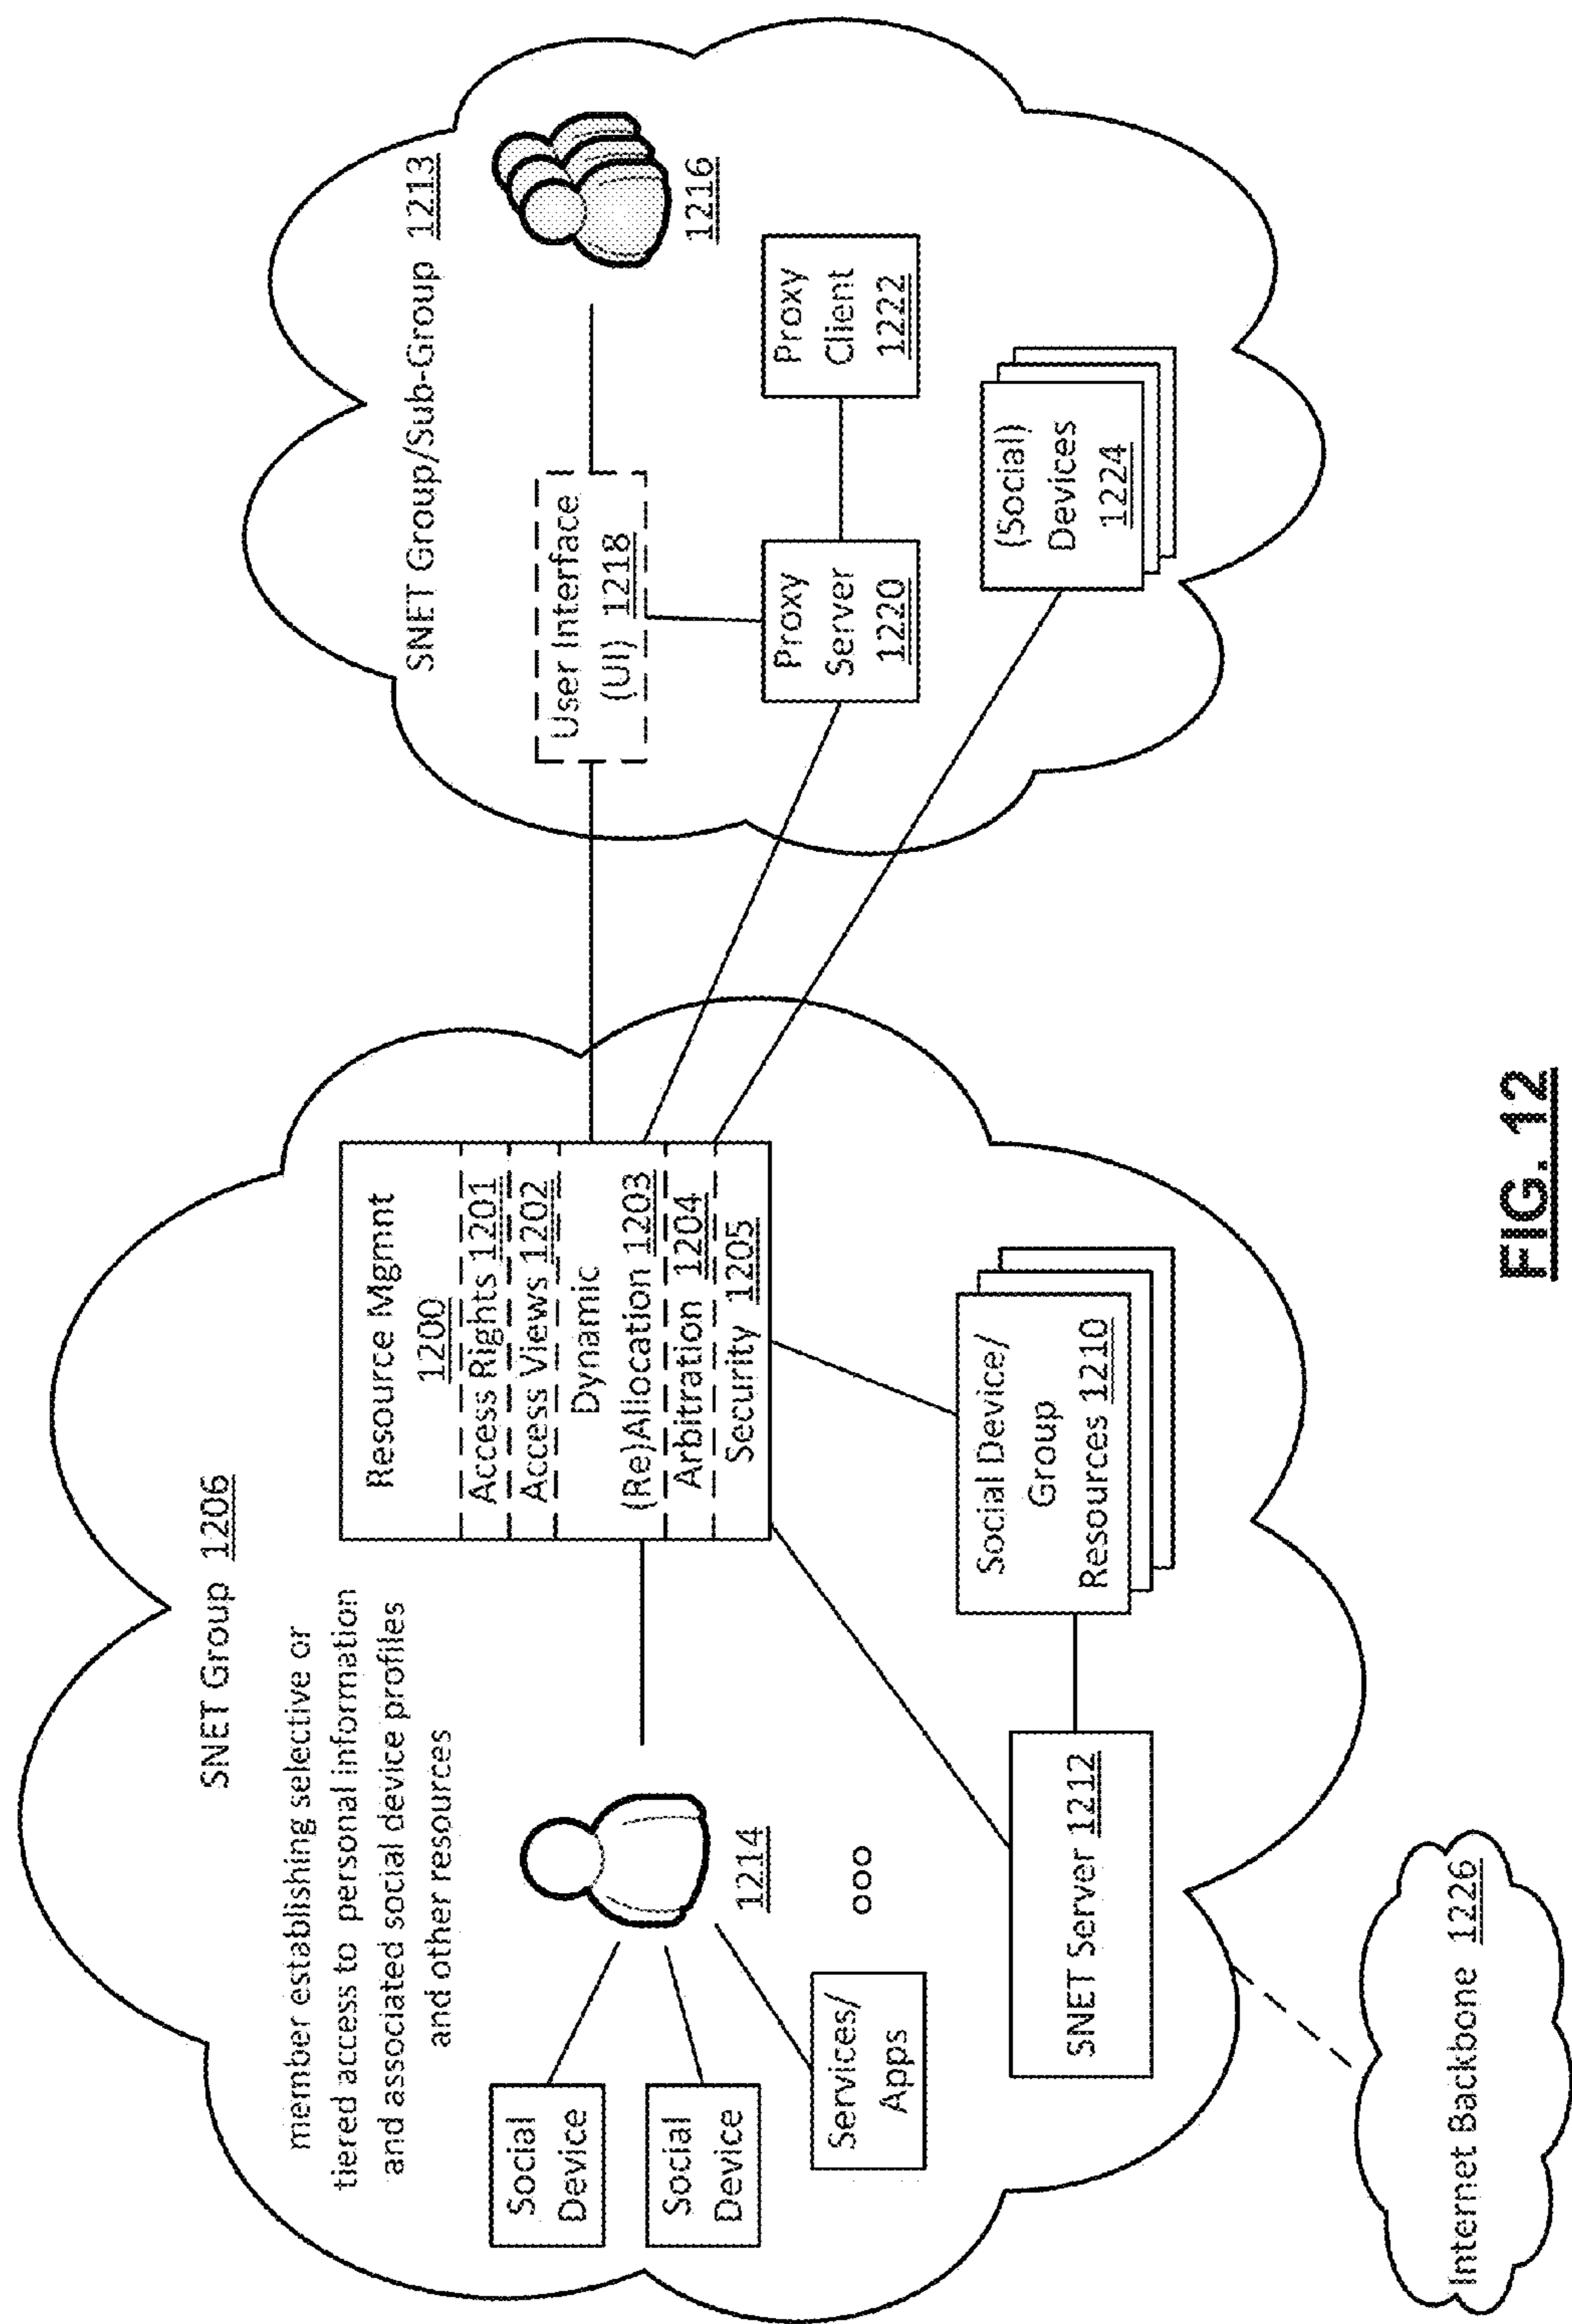 SNET Group 1206
member establishing selective or
tiered access to personal information
and associated social device profiles
and other resources
Social
Device
Social
Device
Services/
Apps
1214
ooo
Resource Mgmnt
1200
Access Rights 1201
Access Views 1202
Dynamic
(Re)Allocation 1203
Arbitration 1204
Security 1205
SNET Server 1212
Social Device/
Group
Resources 1210
Internet Backbone 1226
SNET Group/Sub-Group 1213
User Interface
(UI) 1218
1216
Proxy
Server
1220
Proxy
Client
1222
(Social)
Devices
1224
FIG. 12